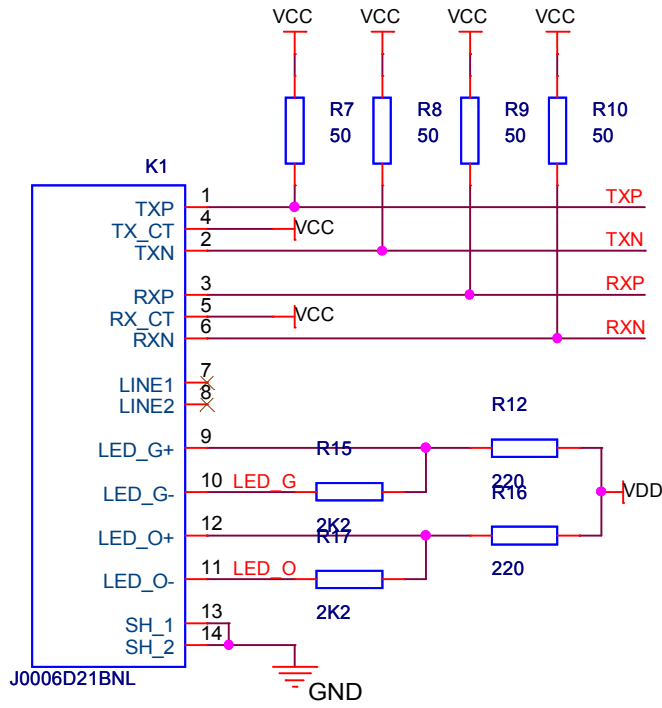 VCC VCC VCC VCC
R7 R8 R9 R10
50 50 50 50
K1
TXP 1 TXP
TX_CT 4 VCC
TXN 2 TXN
RXP 3 RXP
RX_CT 5 VCC
RXN 6 RXN
LINE1 7
LINE2 8
R12
LED_G+ 9 R15
220
LED_G- 10 LED_G R16 VDD
2K2
LED_O+ 12 R17
220
LED_O- 11 LED_O
2K2
SH_1 13
SH_2 14
J0006D21BNL
GND